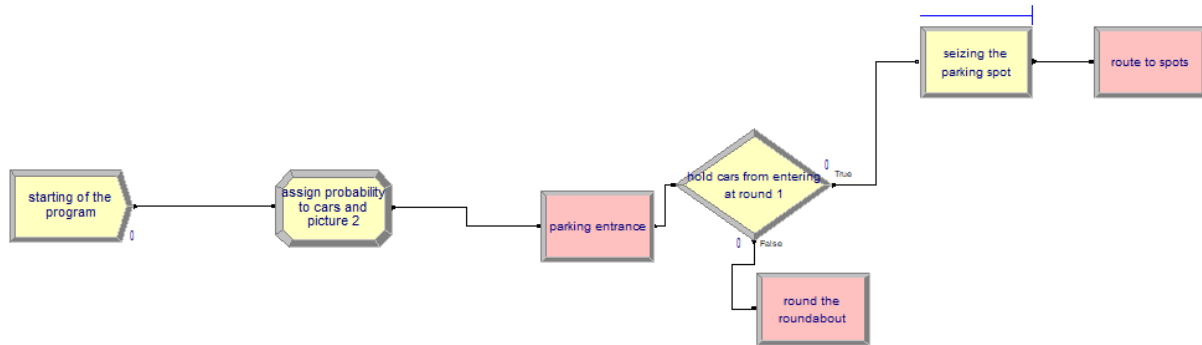 starting of the
program
0
assign probability
to cars and
picture 2
parking entrance
hold cars from entering
at round 1
0
True
0
False
round the
roundabout
seizing the
parking spot
route to spots